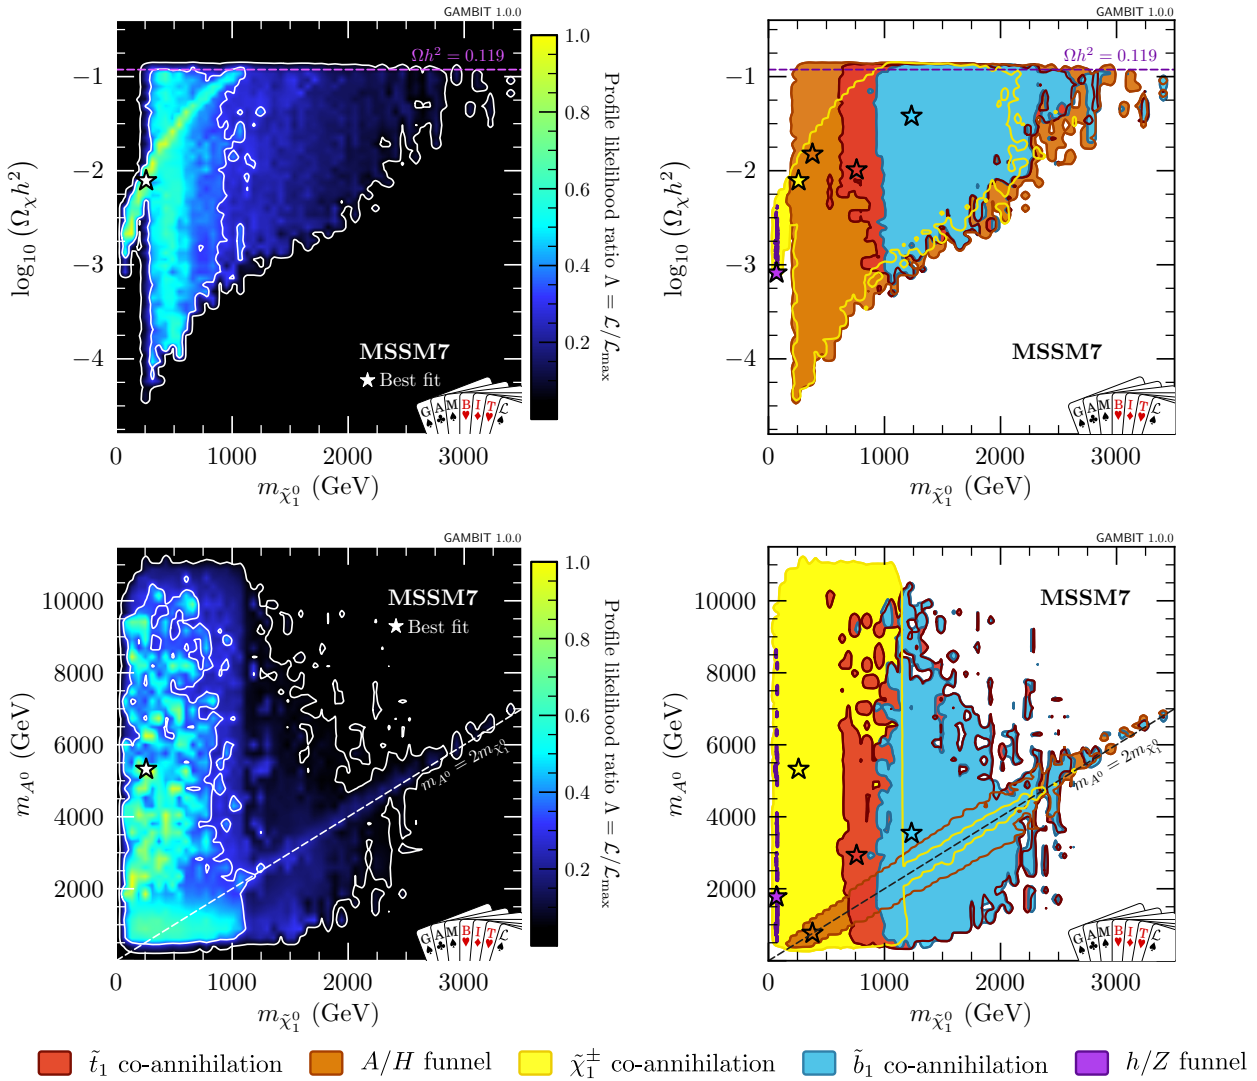 GAMBIT 1.0.0
Ωh² = 0.119
log₁₀(Ω_χ h²)
−1
−2
−3
−4
MSSM7
Best fit
G A M B I T ℒ
0 1000 2000 3000
m_χ̃₁⁰ (GeV)
1.0
0.8
0.6
0.4
0.2
Profile likelihood ratio Λ = ℒ/ℒ_max
GAMBIT 1.0.0
Ωh² = 0.119
log₁₀(Ω_χ h²)
−1
−2
−3
−4
MSSM7
G A M B I T ℒ
0 1000 2000 3000
m_χ̃₁⁰ (GeV)
GAMBIT 1.0.0
MSSM7
Best fit
m_A⁰ (GeV)
10000
8000
6000
4000
2000
m_A⁰ = 2m_χ̃₁⁰
G A M B I T ℒ
0 1000 2000 3000
m_χ̃₁⁰ (GeV)
1.0
0.8
0.6
0.4
0.2
Profile likelihood ratio Λ = ℒ/ℒ_max
GAMBIT 1.0.0
MSSM7
m_A⁰ (GeV)
10000
8000
6000
4000
2000
m_A⁰ = 2m_χ̃₁⁰
G A M B I T ℒ
0 1000 2000 3000
m_χ̃₁⁰ (GeV)
t̃₁ co-annihilation A/H funnel χ̃₁± co-annihilation b̃₁ co-annihilation h/Z funnel